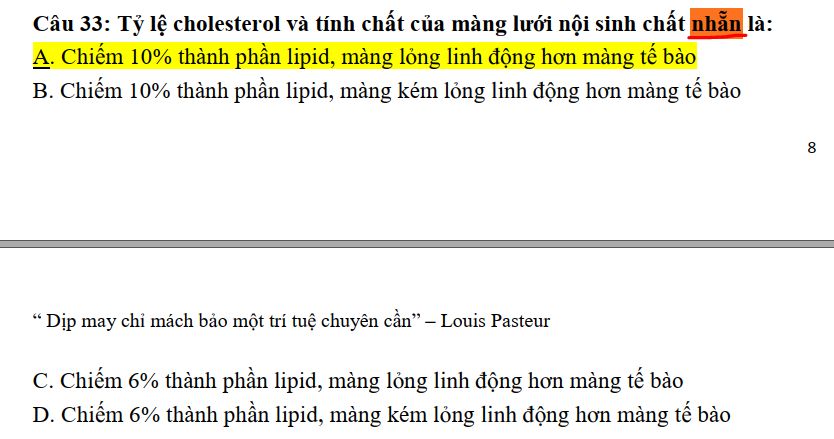 Câu 33: Tỷ lệ cholesterol và tính chất của màng lưới nội sinh chất nhẵn là:
A. Chiếm 10% thành phần lipid, màng lỏng linh động hơn màng tế bào
B. Chiếm 10% thành phần lipid, màng kém lỏng linh động hơn màng tế bào
8
“ Dịp may chỉ mách bảo một trí tuệ chuyên cần” – Louis Pasteur
C. Chiếm 6% thành phần lipid, màng lỏng linh động hơn màng tế bào
D. Chiếm 6% thành phần lipid, màng kém lỏng linh động hơn màng tế bào